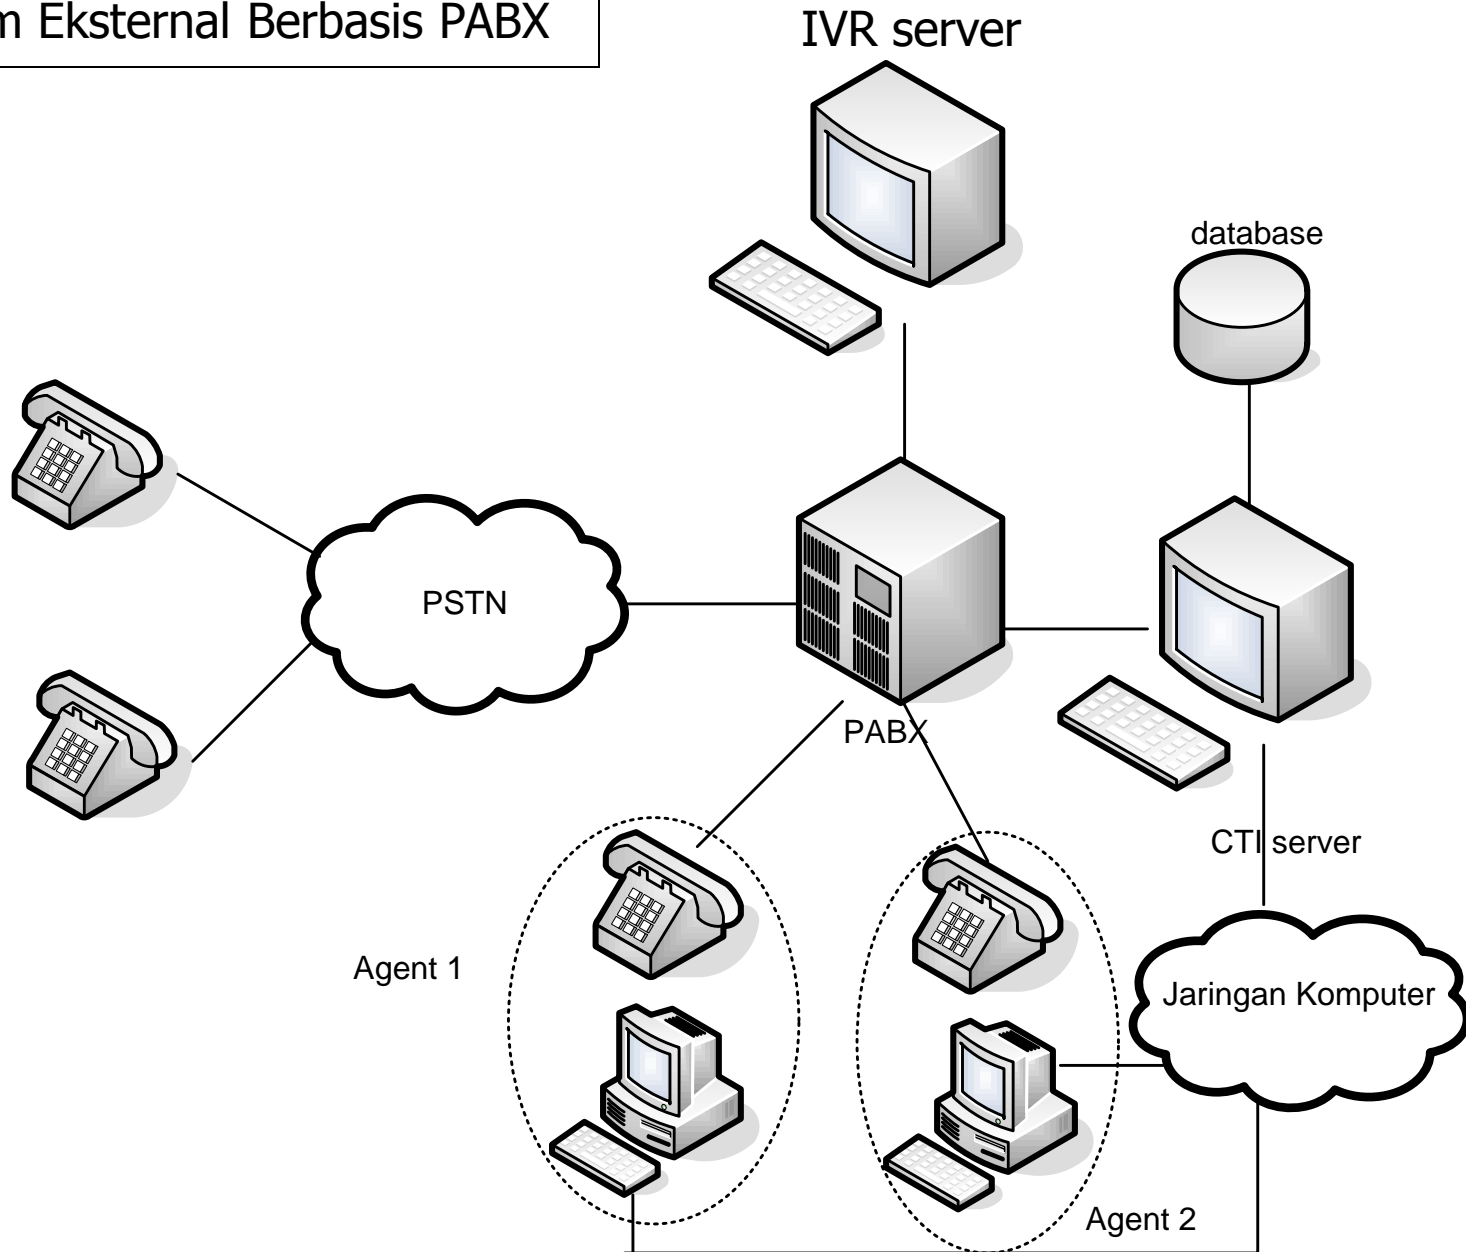 m Eksternal Berbasis PABX
IVR server
database
PSTN
PABX
CTI server
Agent 1
Jaringan Komputer
Agent 2